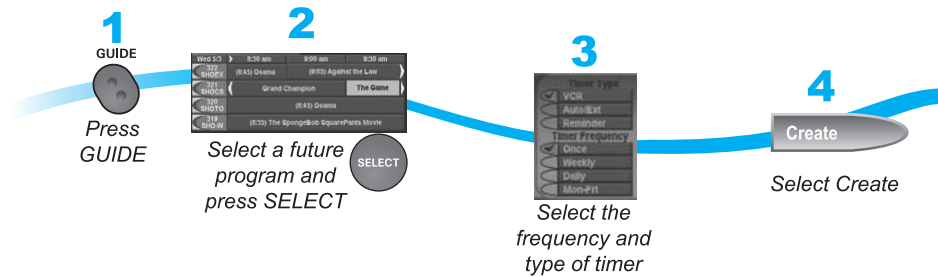 1
GUIDE
Press
GUIDE
2
Wed 5/3 8:30 am 9:00 am 9:30 am
322
SHOEX (6:45) Osama (9:05) Against the Law
321
SHOCS Grand Champion The Game
320
SHOTO (6:45) Osama
319
SHO-W (8:35) The SpongeBob SquarePants Movie
Select a future
program and
press SELECT
SELECT
3
Timer Type
VCR
Auto/Ext
Reminder
Timer Frequency
Once
Weekly
Daily
Mon-Fri
Select the
frequency and
type of timer
4
Create
Select Create